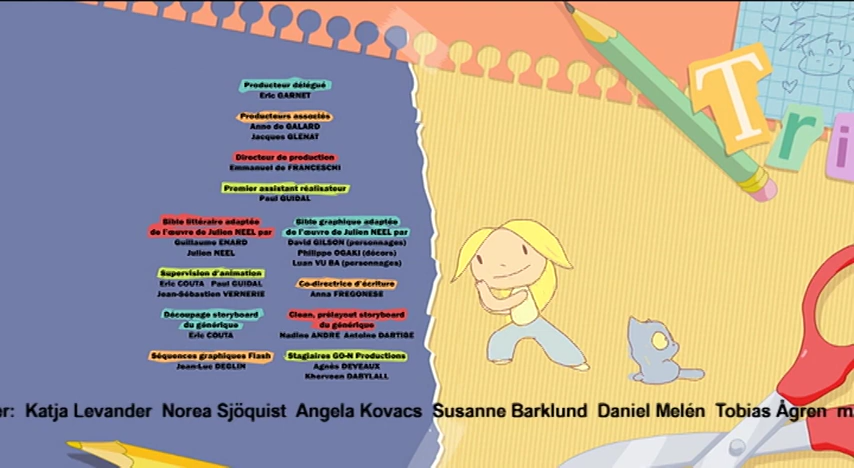 Producteur délégué
Eric GARNET
Producteurs associés
Anne de GALARD
Jacques GLENAT
Directeur de production
Emmanuel de FRANCESCHI
Premier assistant réalisateur
Paul GUIDAL
Bible littéraire adaptée
de l'œuvre de Julien NEEL par
Guillaume ENARD
Julien NEEL
Bible graphique adaptée
de l'œuvre de Julien NEEL par
David GILSON (personnages)
Philippe OGAKI (décors)
Luan VU BA (personnages)
Supervision d'animation
Eric COUTA Paul GUIDAL
Jean-Sébastien VERNERIE
Co-directrice d'écriture
Anna FREGONESE
Découpage storyboard
du générique
Eric COUTA
Clean, prélayout storyboard
du générique
Nadine ANDRÉ Antoine DARTIGE
Séquences graphiques Flash
Jean-Luc DEGLIN
Stagiaires GO-N Productions
Agnès DEVEAUX
Kherveen DABYLALL
Tri
er: Katja Levander Norea Sjöquist Angela Kovacs Susanne Barklund Daniel Melén Tobias Ågren m